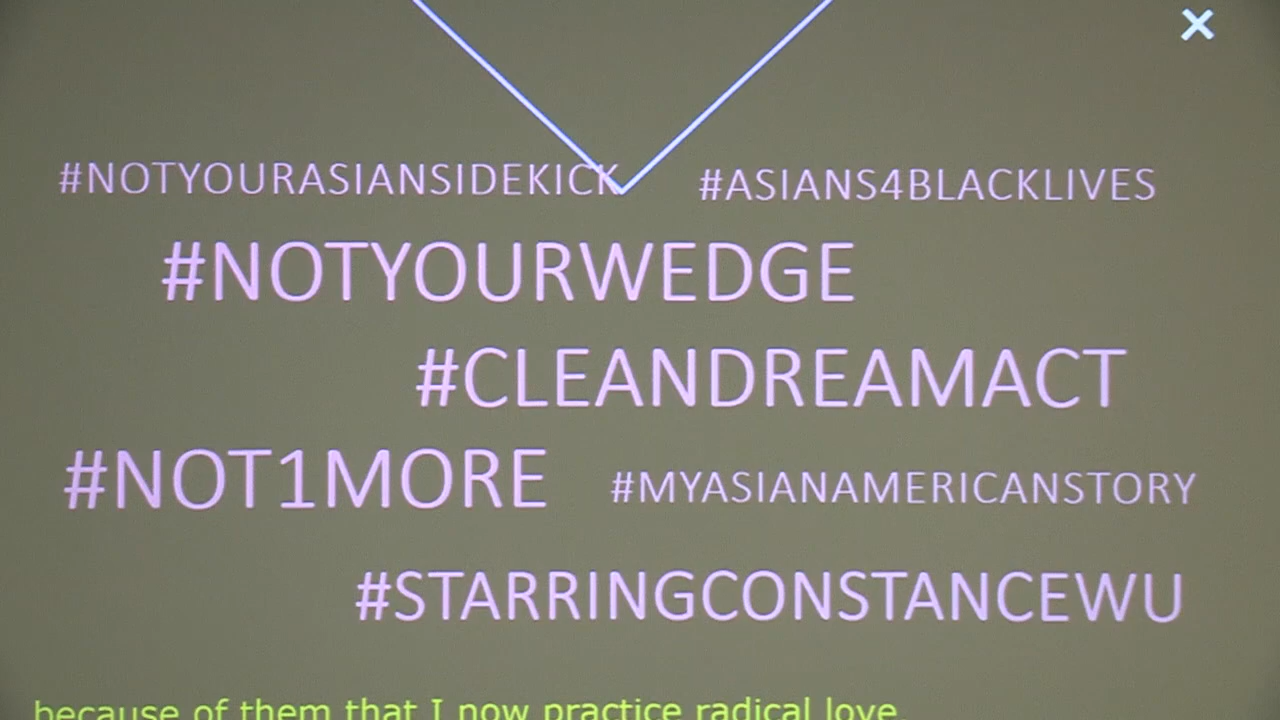 #NOTYOURASIANSIDEKICK #ASIANS4BLACKLIVES
#NOTYOURWEDGE
#CLEANDREAMACT
#NOT1MORE #MYASIANAMERICANSTORY
#STARRINGCONSTANCEWU
because of them that I now practice radical love